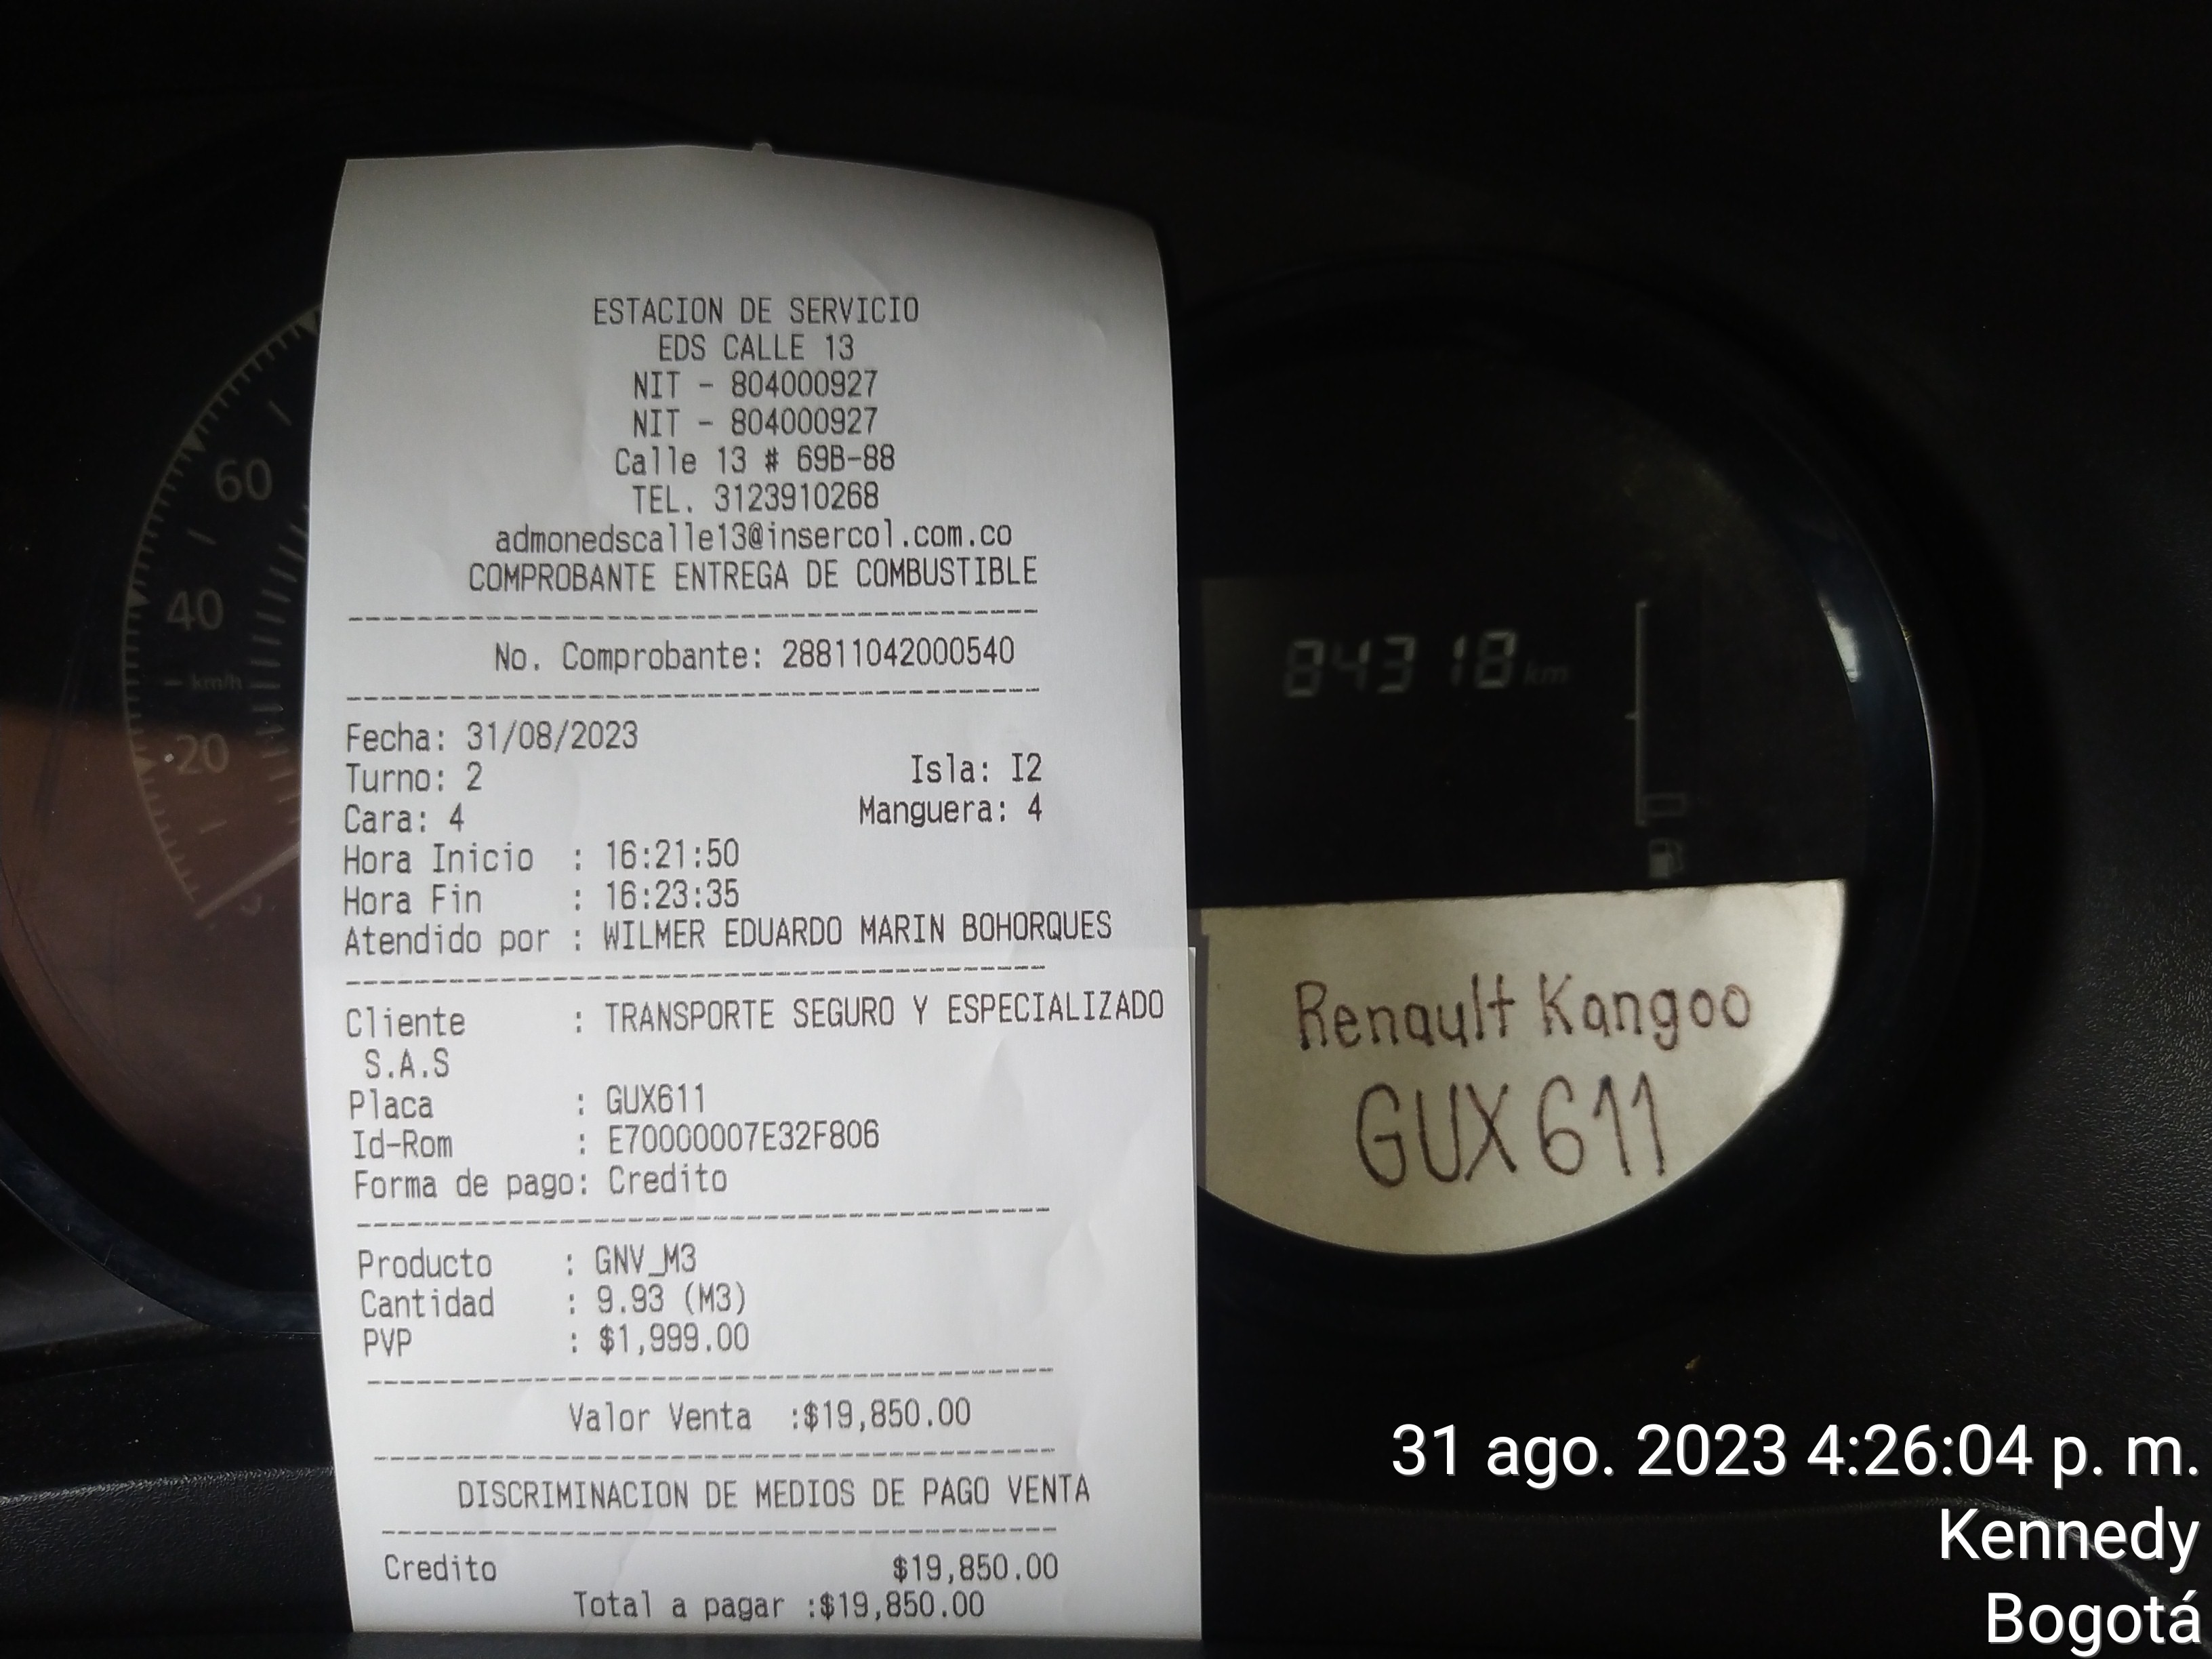 ESTACION DE SERVICIO
EDS CALLE 13
NIT - 804000927
NIT - 804000927
Calle 13 # 69B-88
TEL. 3123910268
admonedscalle13@insercol.com.co
COMPROBANTE ENTREGA DE COMBUSTIBLE
No. Comprobante: 28811042000540
Fecha: 31/08/2023
Turno: 2 Isla: I2
Cara: 4 Manguera: 4
Hora Inicio : 16:21:50
Hora Fin : 16:23:35
Atendido por : WILMER EDUARDO MARIN BOHORQUES
Cliente : TRANSPORTE SEGURO Y ESPECIALIZADO
S.A.S
Placa : GUX611
Id-Rom : E70000007E32F806
Forma de pago: Credito
Producto : GNV_M3
Cantidad : 9.93 (M3)
PVP : $1,999.00
Valor Venta :$19,850.00
DISCRIMINACION DE MEDIOS DE PAGO VENTA
Credito $19,850.00
Total a pagar :$19,850.00
60
40
km/h
20
84318 km
Renault Kangoo
GUX611
31 ago. 2023 4:26:04 p. m.
Kennedy
Bogotá